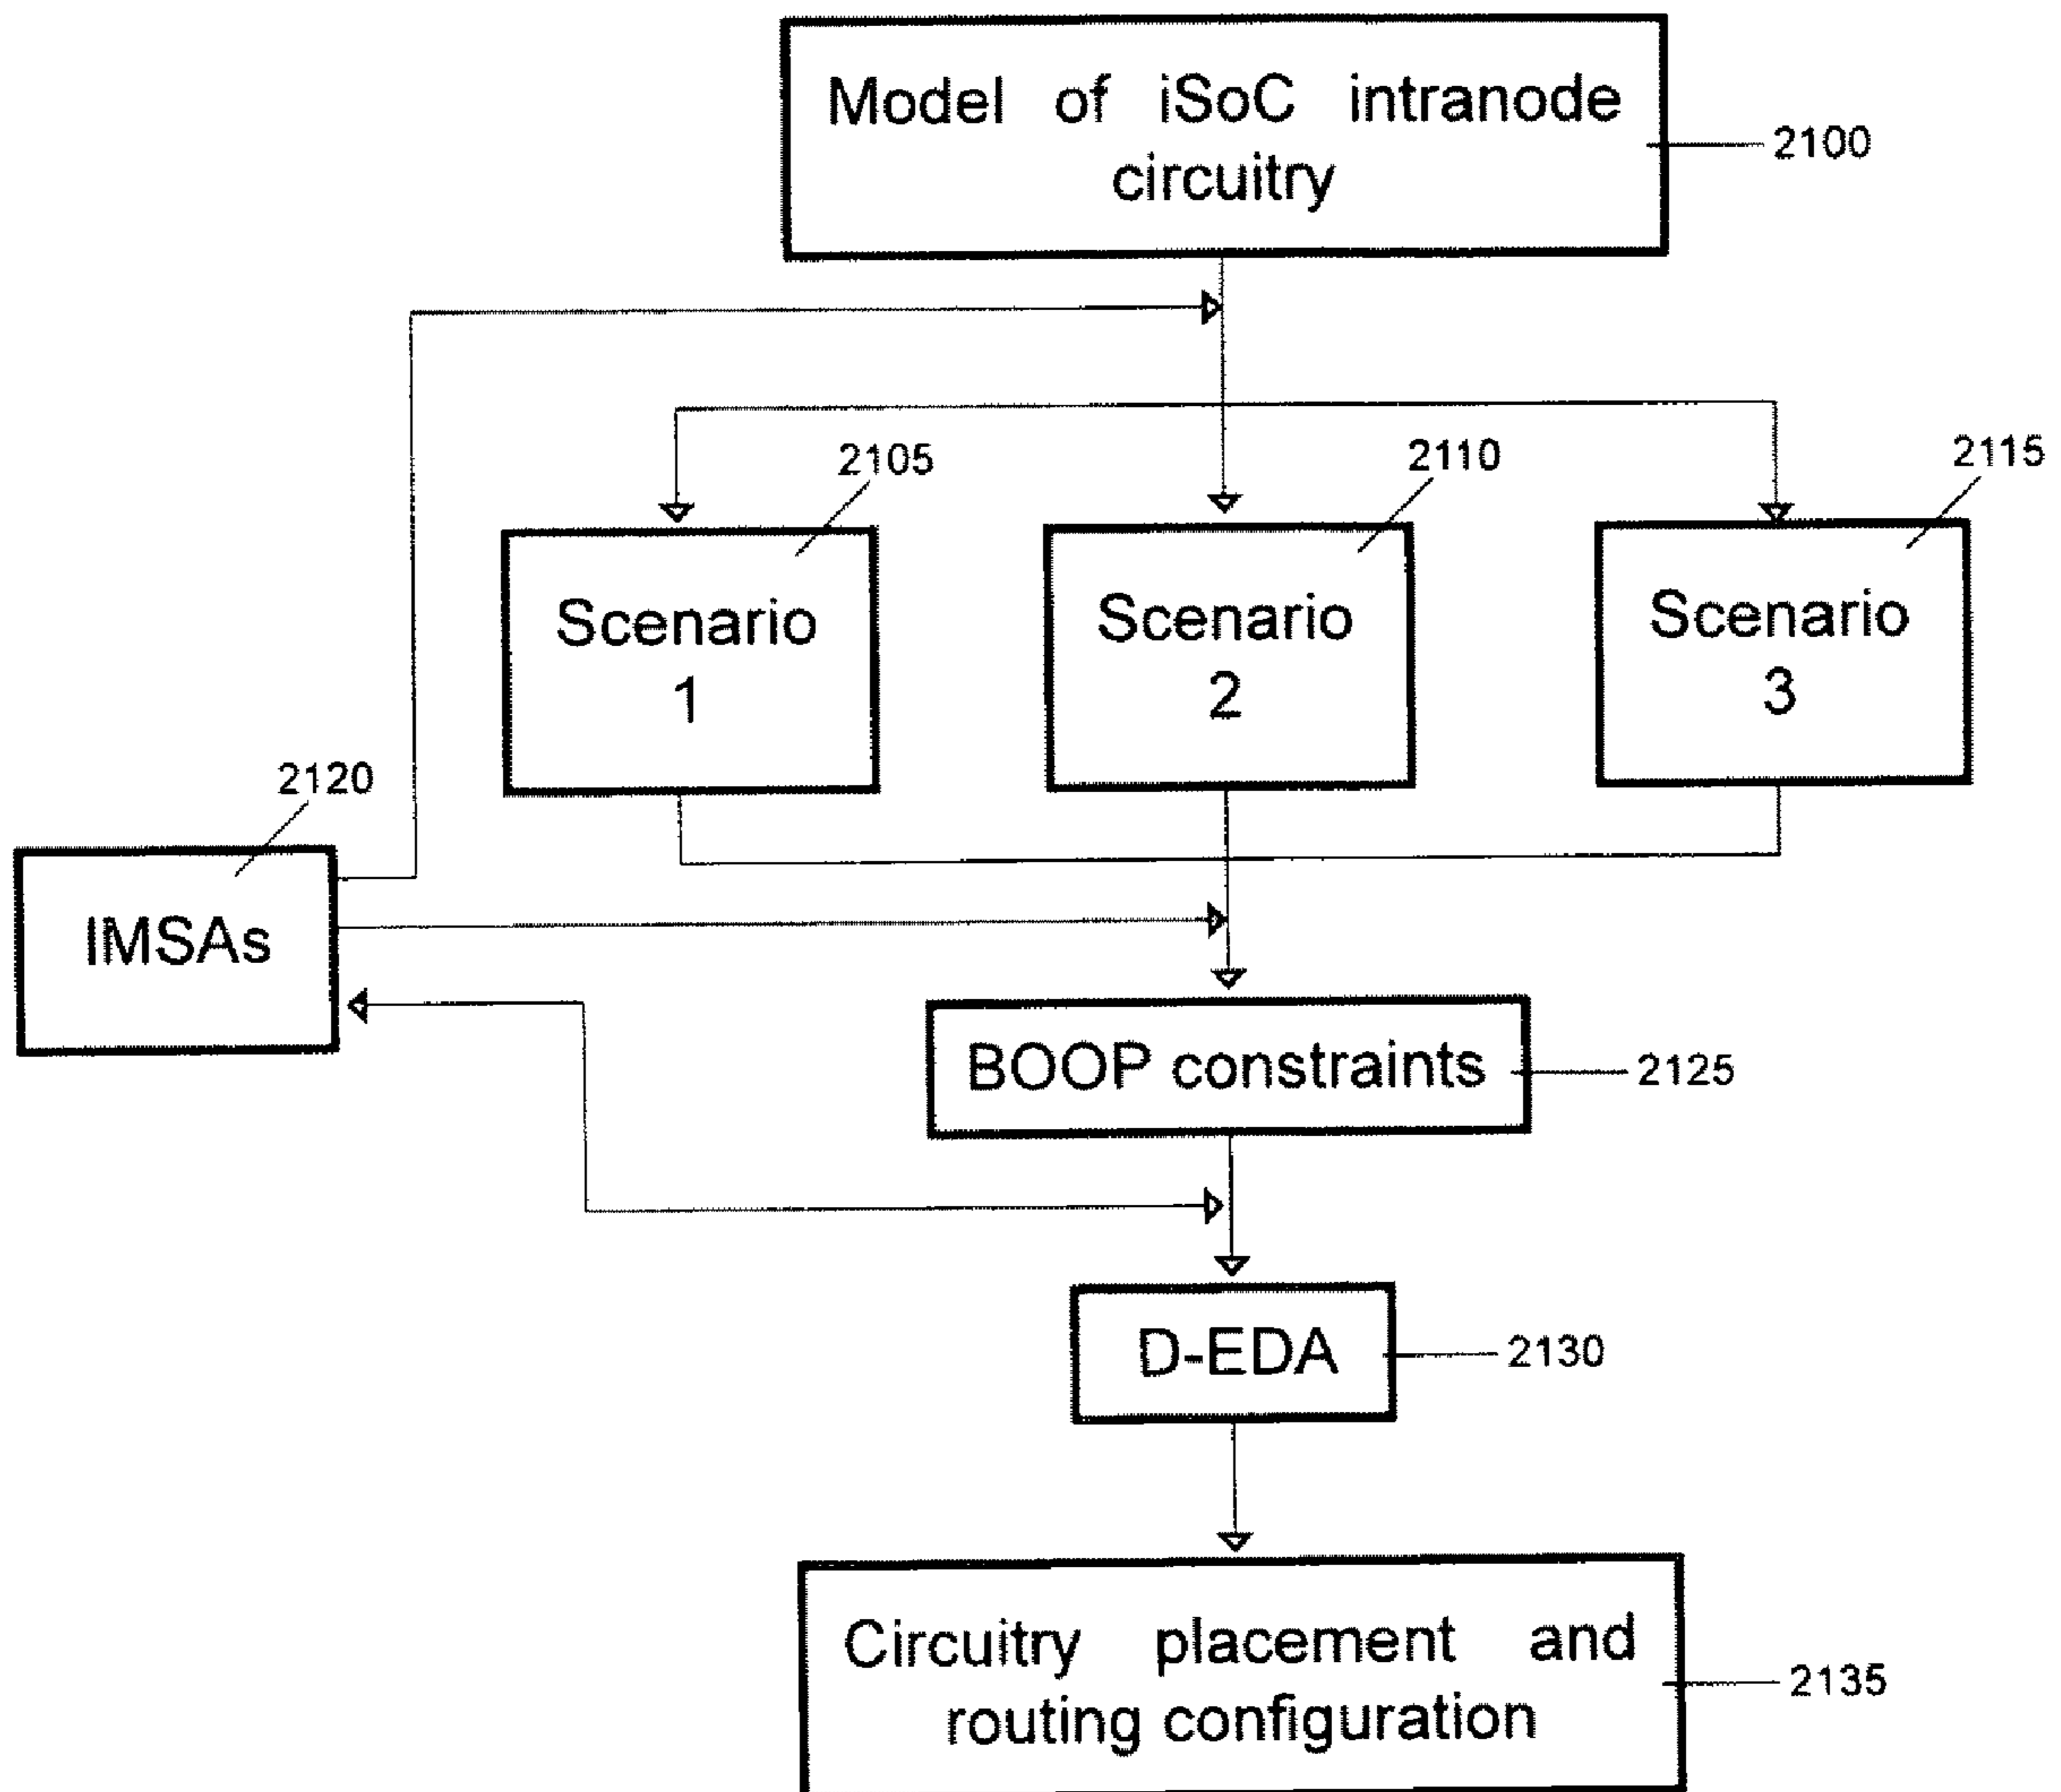 Model of iSoC intranode
circuitry
2100
2105
2110
2115
Scenario
1
Scenario
2
Scenario
3
2120
IMSAs
BOOP constraints
2125
D-EDA
2130
Circuitry placement and
routing configuration
2135